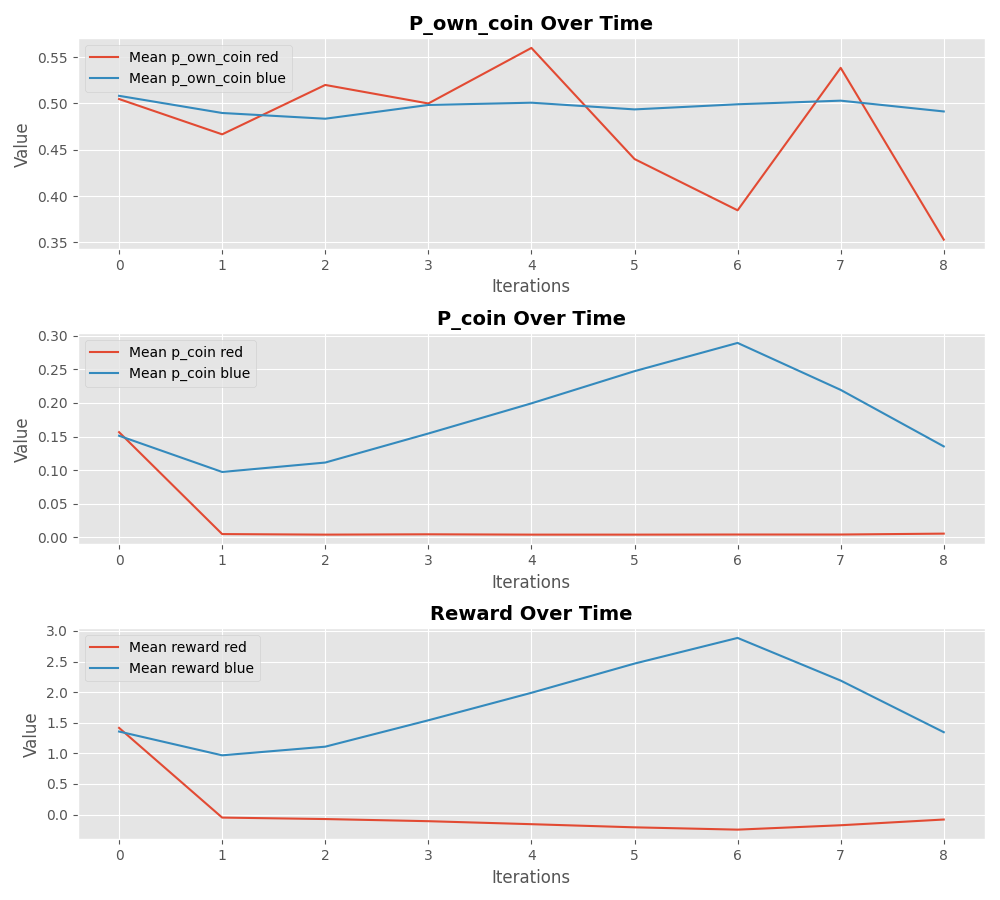 P_own_coin Over Time
Mean p_own_coin red
Mean p_own_coin blue
Value
0.55
0.50
0.45
0.40
0.35
0 1 2 3 4 5 6 7 8
Iterations
P_coin Over Time
Mean p_coin red
Mean p_coin blue
Value
0.30
0.25
0.20
0.15
0.10
0.05
0.00
0 1 2 3 4 5 6 7 8
Iterations
Reward Over Time
Mean reward red
Mean reward blue
Value
3.0
2.5
2.0
1.5
1.0
0.5
0.0
0 1 2 3 4 5 6 7 8
Iterations